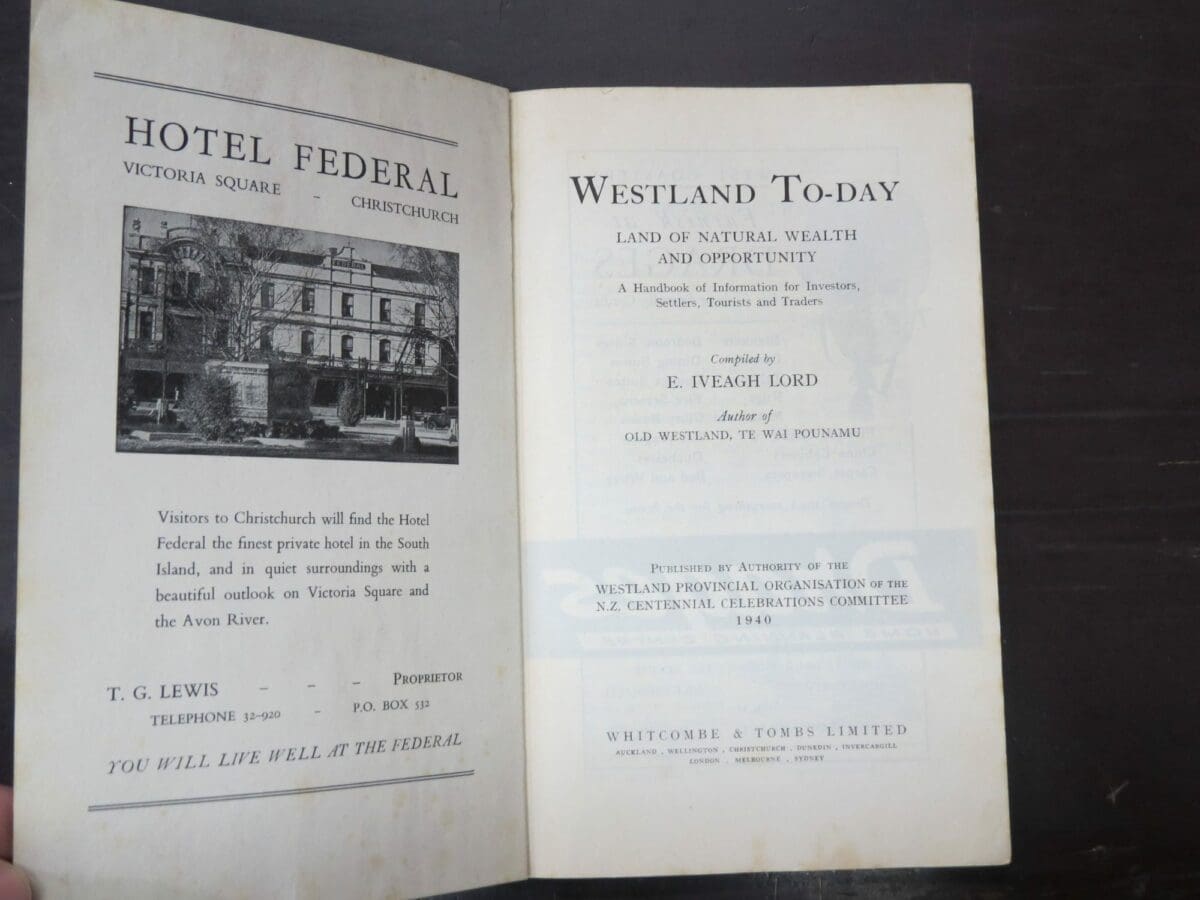 HOTEL FEDERAL
VICTORIA SQUARE - CHRISTCHURCH
FEDERAL
Visitors to Christchurch will find the Hotel
Federal the finest private hotel in the South
Island, and in quiet surroundings with a
beautiful outlook on Victoria Square and
the Avon River.
T. G. LEWIS - - - PROPRIETOR
TELEPHONE 32-920 - P.O. BOX 532
YOU WILL LIVE WELL AT THE FEDERAL
WESTLAND TO-DAY
LAND OF NATURAL WEALTH
AND OPPORTUNITY
A Handbook of Information for Investors,
Settlers, Tourists and Traders
Compiled by
E. IVEAGH LORD
Author of
OLD WESTLAND, TE WAI POUNAMU
PUBLISHED BY AUTHORITY OF THE
WESTLAND PROVINCIAL ORGANISATION OF THE
N.Z. CENTENNIAL CELEBRATIONS COMMITTEE
1940
WHITCOMBE & TOMBS LIMITED
AUCKLAND , WELLINGTON , CHRISTCHURCH , DUNEDIN , INVERCARGILL
LONDON , MELBOURNE , SYDNEY